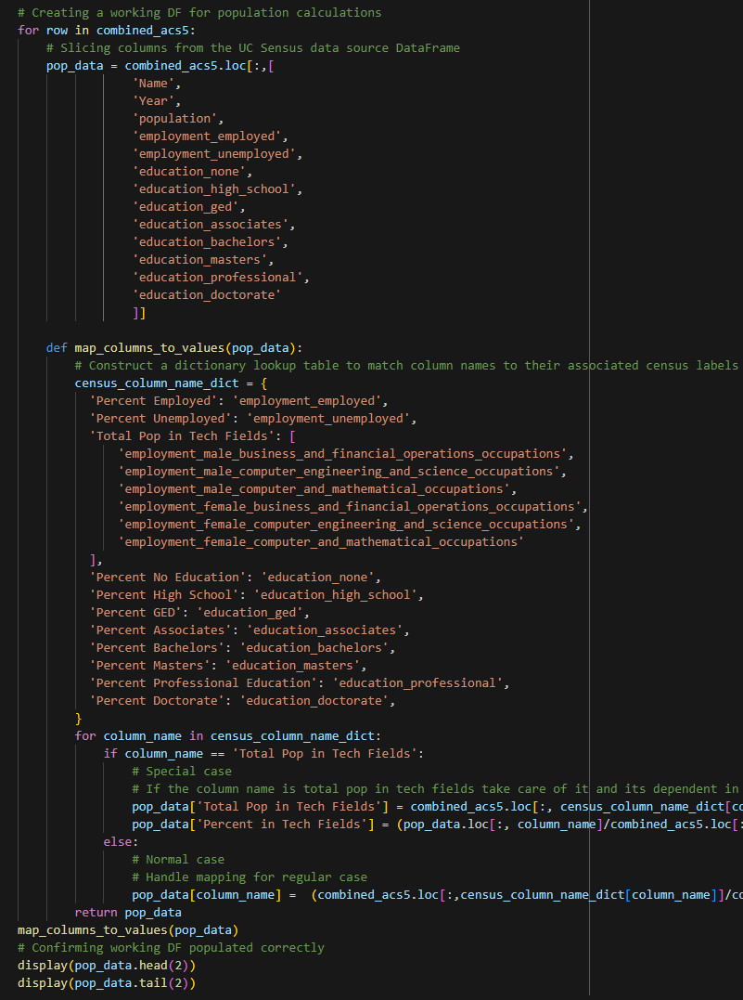 # Creating a working DF for population calculations
for row in combined_acs5:
    # Slicing columns from the UC Sensus data source DataFrame
    pop_data = combined_acs5.loc[:,[
                'Name',
                'Year',
                'population',
                'employment_employed',
                'employment_unemployed',
                'education_none',
                'education_high_school',
                'education_ged',
                'education_associates',
                'education_bachelors',
                'education_masters',
                'education_professional',
                'education_doctorate'
                ]]
    def map_columns_to_values(pop_data):
        # Construct a dictionary lookup table to match column names to their associated census labels
        census_column_name_dict = {
          'Percent Employed': 'employment_employed',
          'Percent Unemployed': 'employment_unemployed',
          'Total Pop in Tech Fields': [
              'employment_male_business_and_financial_operations_occupations',
              'employment_male_computer_engineering_and_science_occupations',
              'employment_male_computer_and_mathematical_occupations',
              'employment_female_business_and_financial_operations_occupations',
              'employment_female_computer_engineering_and_science_occupations',
              'employment_female_computer_and_mathematical_occupations'
          ],
          'Percent No Education': 'education_none',
          'Percent High School': 'education_high_school',
          'Percent GED': 'education_ged',
          'Percent Associates': 'education_associates',
          'Percent Bachelors': 'education_bachelors',
          'Percent Masters': 'education_masters',
          'Percent Professional Education': 'education_professional',
          'Percent Doctorate': 'education_doctorate',
        }
        for column_name in census_column_name_dict:
            if column_name == 'Total Pop in Tech Fields':
                # Special case
                # If the column name is total pop in tech fields take care of it and its dependent in
                pop_data['Total Pop in Tech Fields'] = combined_acs5.loc[:, census_column_name_dict[co
                pop_data['Percent in Tech Fields'] = (pop_data.loc[:, column_name]/combined_acs5.loc[:
            else:
                # Normal case
                # Handle mapping for regular case
                pop_data[column_name] =  (combined_acs5.loc[:,census_column_name_dict[column_name]]/co
        return pop_data
map_columns_to_values(pop_data)
# Confirming working DF populated correctly
display(pop_data.head(2))
display(pop_data.tail(2))